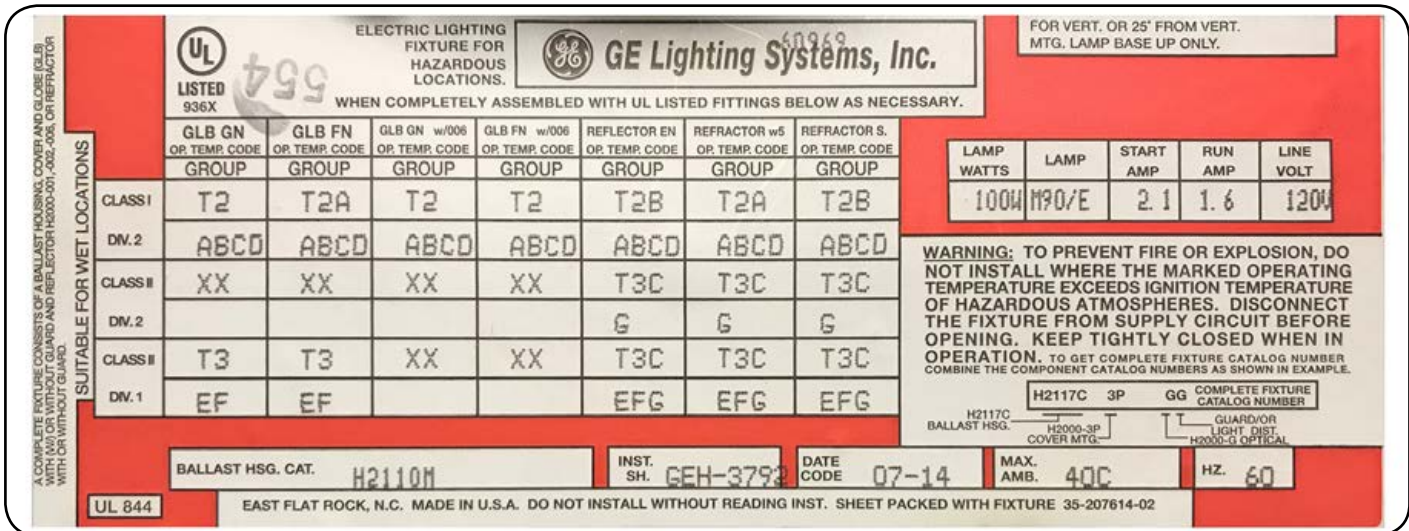 A COMPLETE FIXTURE CONSISTS OF A BALLAST HOUSING, COVER AND GLOBE (GLB)
WITH (W/) OR WITHOUT GUARD AND REFLECTOR H2000-001,-002,-006, OR REFRACTOR
WITH OR WITHOUT GUARD.
SUITABLE FOR WET LOCATIONS
UL
LISTED
936X
554
ELECTRIC LIGHTING
FIXTURE FOR
HAZARDOUS
LOCATIONS.
GE
60969
GE Lighting Systems, Inc.
WHEN COMPLETELY ASSEMBLED WITH UL LISTED FITTINGS BELOW AS NECESSARY.
FOR VERT. OR 25° FROM VERT.
MTG. LAMP BASE UP ONLY.
GLB GN GLB FN GLB GN w/006 GLB FN w/006 REFLECTOR EN REFRACTOR w5 REFRACTOR S.
OP. TEMP. CODE OP. TEMP. CODE OP. TEMP. CODE OP. TEMP. CODE OP. TEMP. CODE OP. TEMP. CODE OP. TEMP. CODE
GROUP GROUP GROUP GROUP GROUP GROUP GROUP
CLASS I T2 T2A T2 T2 T2B T2A T2B
DIV. 2 ABCD ABCD ABCD ABCD ABCD ABCD ABCD
CLASS II XX XX XX XX T3C T3C T3C
DIV. 2 G G G
CLASS II T3 T3 XX XX T3C T3C T3C
DIV. 1 EF EF EFG EFG EFG
LAMP WATTS LAMP START AMP RUN AMP LINE VOLT
100W M90/E 2.1 1.6 120V
WARNING: TO PREVENT FIRE OR EXPLOSION, DO
NOT INSTALL WHERE THE MARKED OPERATING
TEMPERATURE EXCEEDS IGNITION TEMPERATURE
OF HAZARDOUS ATMOSPHERES. DISCONNECT
THE FIXTURE FROM SUPPLY CIRCUIT BEFORE
OPENING. KEEP TIGHTLY CLOSED WHEN IN
OPERATION. TO GET COMPLETE FIXTURE CATALOG NUMBER
COMBINE THE COMPONENT CATALOG NUMBERS AS SHOWN IN EXAMPLE.
H2117C 3P GG COMPLETE FIXTURE
CATALOG NUMBER
H2117C
BALLAST HSG.
H2000-3P
COVER MTG.
GUARD/OR
LIGHT DIST.
H2000-G OPTICAL
BALLAST HSG. CAT. H2110M
INST. SH. GEH-3792
DATE CODE 07-14
MAX. AMB. 40C
HZ. 60
UL 844
EAST FLAT ROCK, N.C. MADE IN U.S.A. DO NOT INSTALL WITHOUT READING INST. SHEET PACKED WITH FIXTURE 35-207614-02